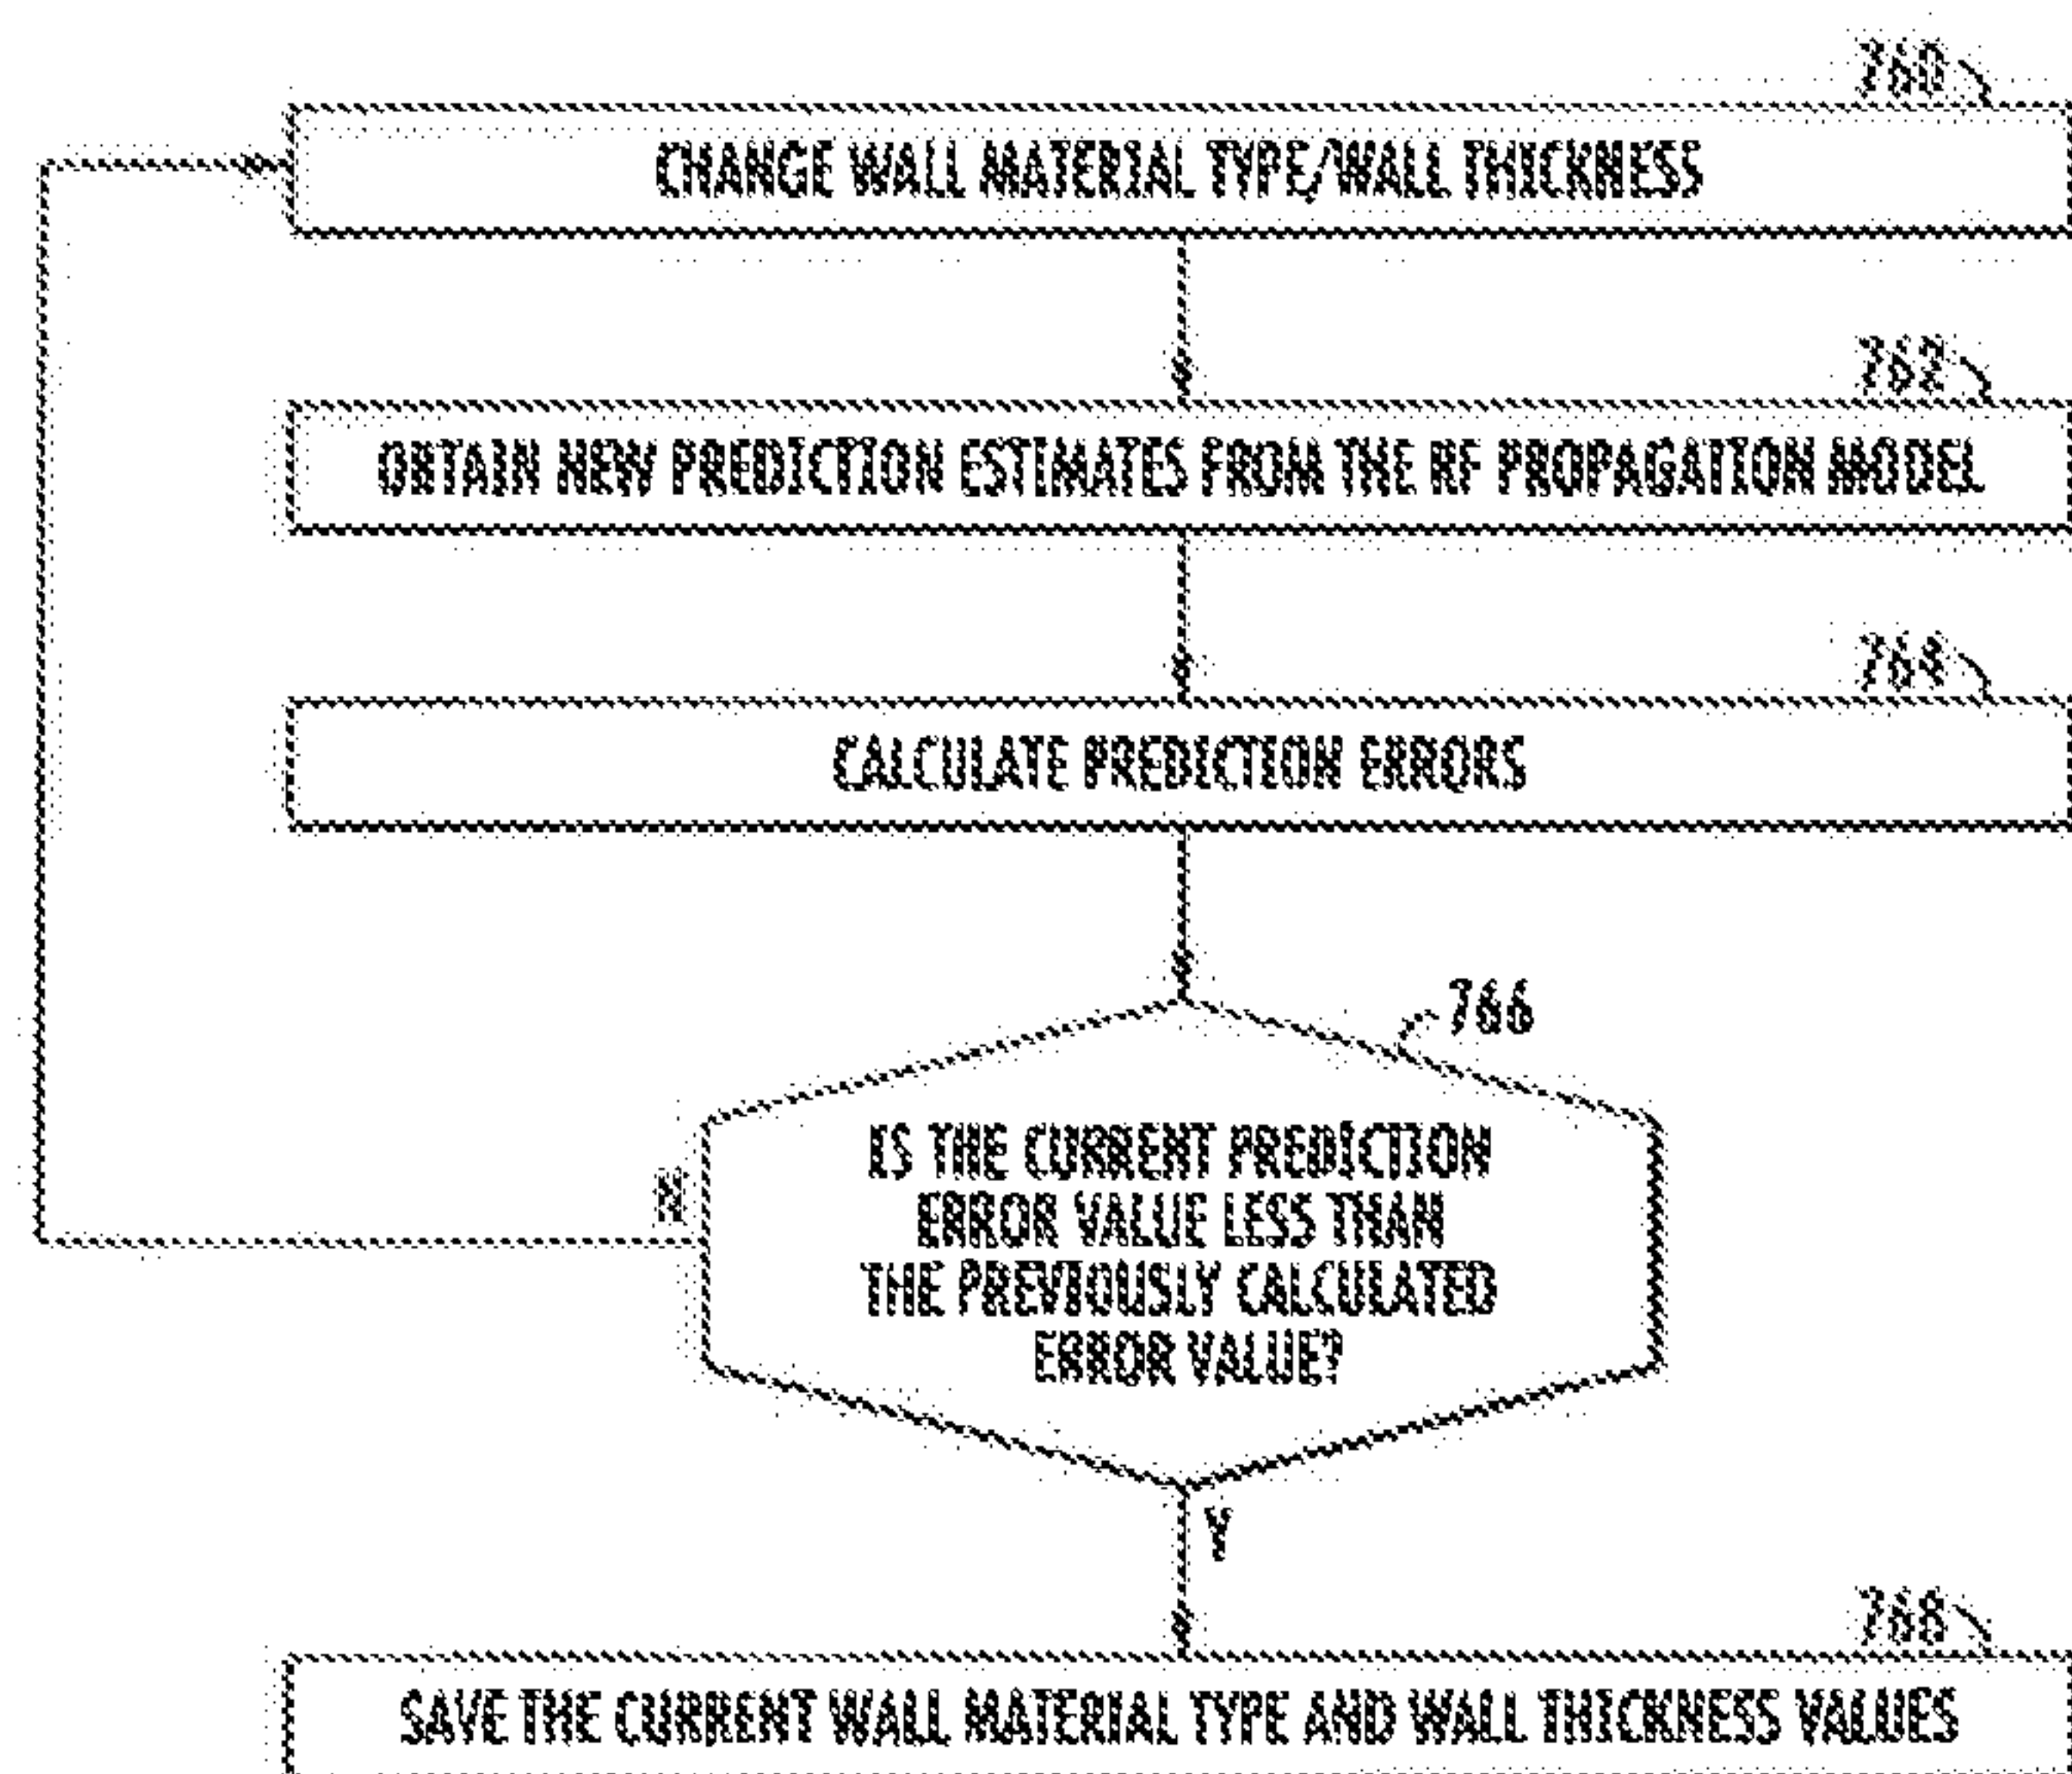 760
CHANGE WALL MATERIAL TYPE/WALL THICKNESS
762
OBTAIN NEW PREDICTION ESTIMATES FROM THE RF PROPAGATION MODEL
764
CALCULATE PREDICTION ERRORS
766
IS THE CURRENT PREDICTION
ERROR VALUE LESS THAN
THE PREVIOUSLY CALCULATED
ERROR VALUE?
N
Y
768
SAVE THE CURRENT WALL MATERIAL TYPE AND WALL THICKNESS VALUES